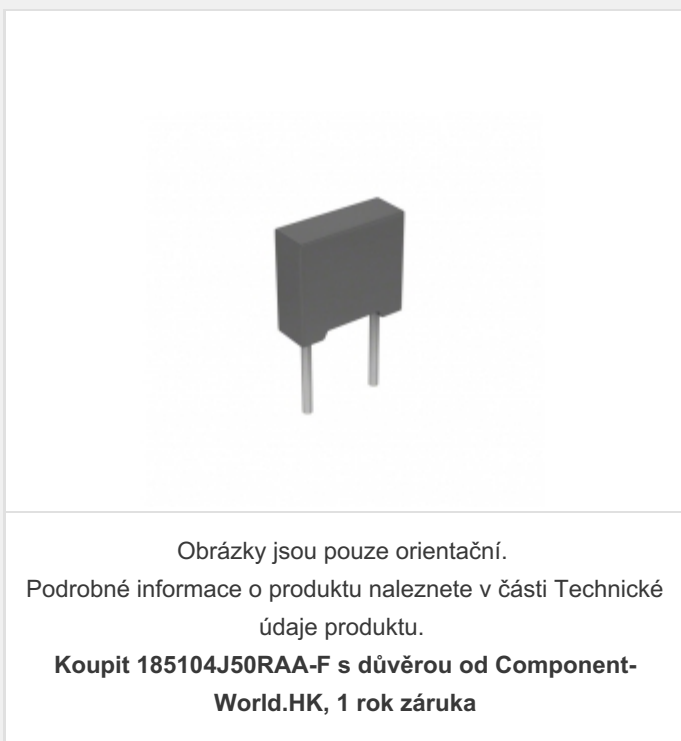 Obrázky jsou pouze orientační.
Podrobné informace o produktu naleznete v části Technické
údaje produktu.
Koupit 185104J50RAA-F s důvěrou od Component-
World.HK, 1 rok záruka